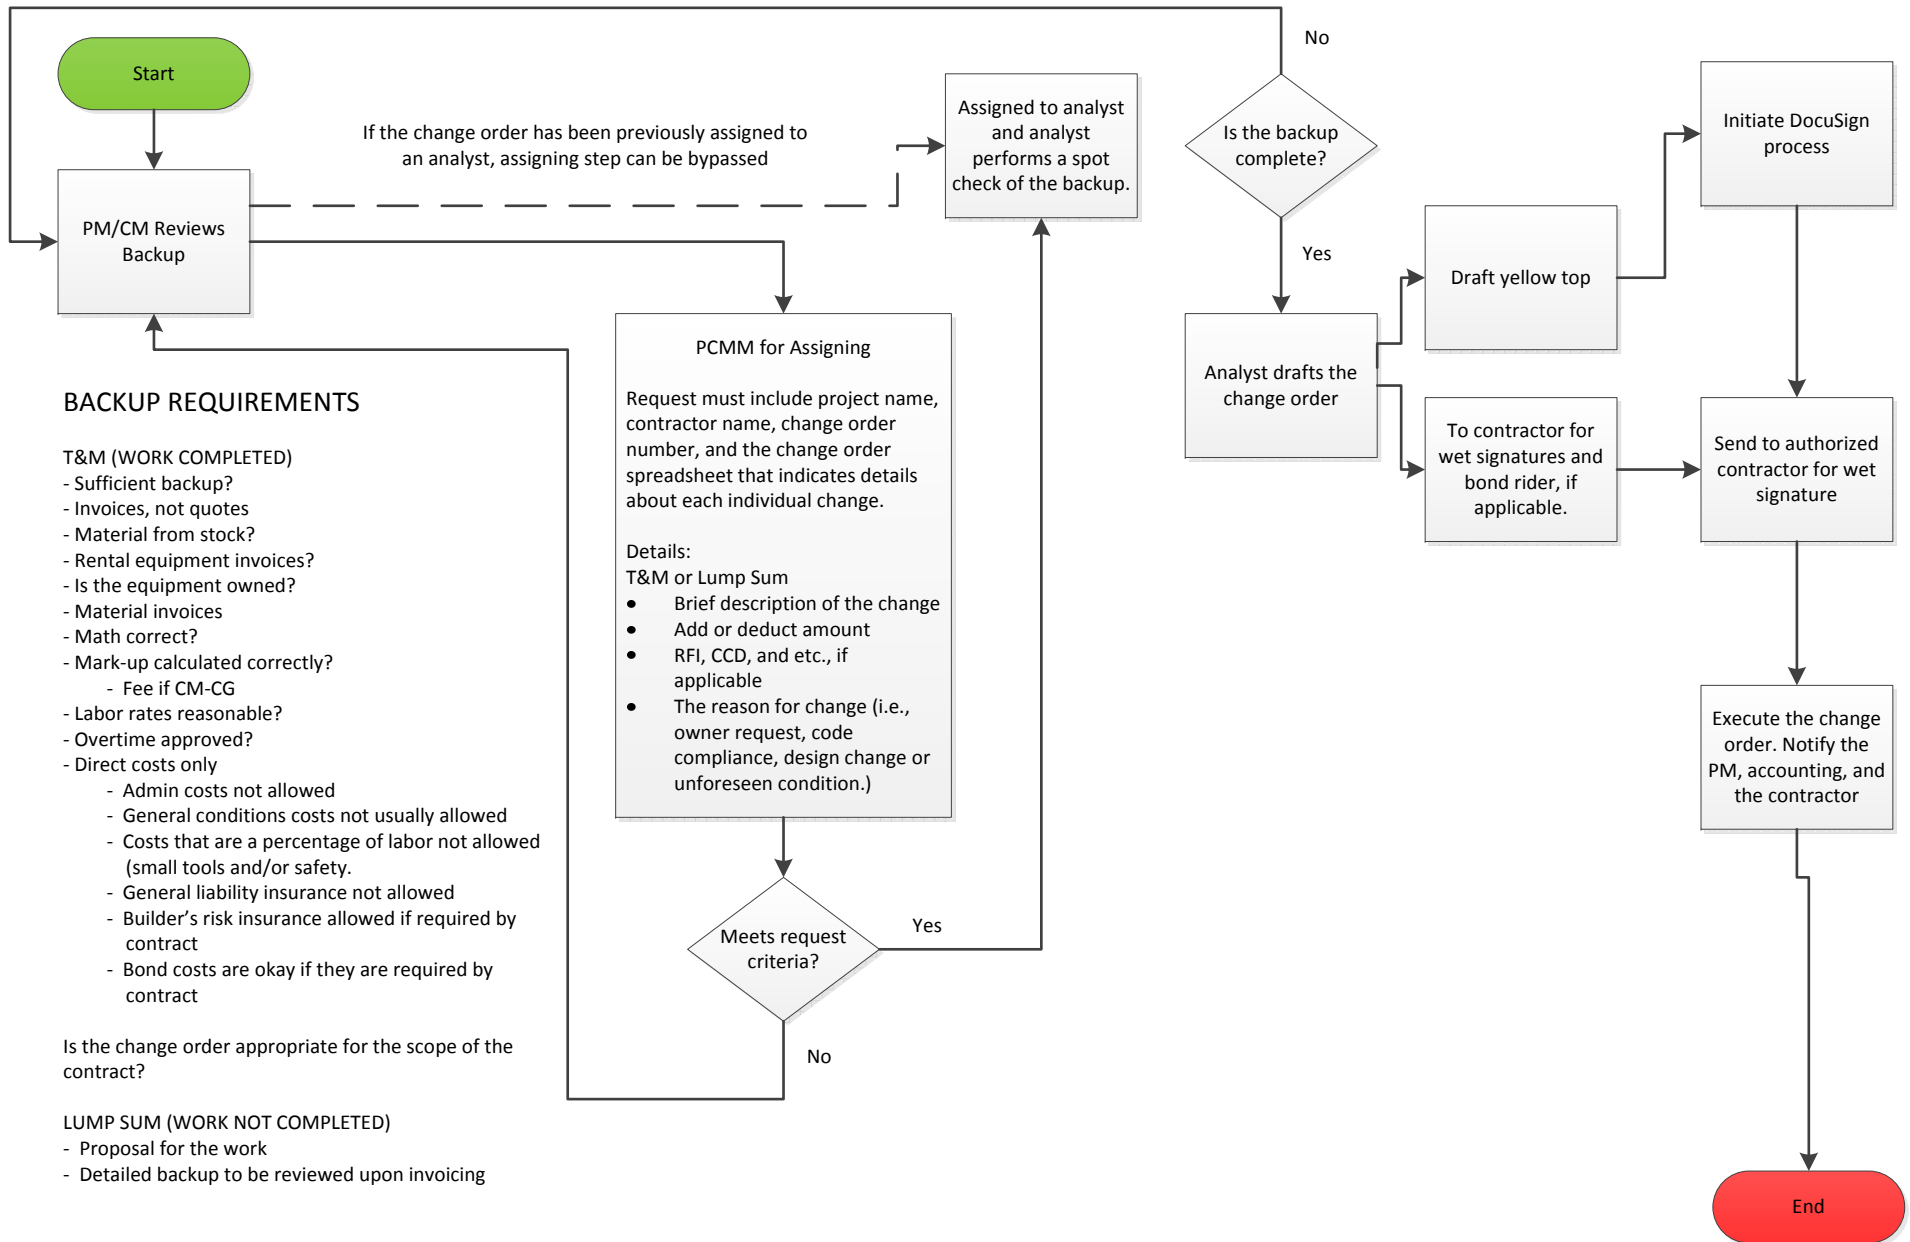 Start
If the change order has been previously assigned to
an analyst, assigning step can be bypassed
PM/CM Reviews
Backup
Assigned to analyst
and analyst
performs a spot
check of the backup.
No
Is the backup
complete?
Yes
Analyst drafts the
change order
Draft yellow top
Initiate DocuSign
process
To contractor for
wet signatures and
bond rider, if
applicable.
Send to authorized
contractor for wet
signature
Execute the change
order. Notify the
PM, accounting, and
the contractor
End
PCMM for Assigning
Request must include project name,
contractor name, change order
number, and the change order
spreadsheet that indicates details
about each individual change.
Details:
T&M or Lump Sum
• Brief description of the change
• Add or deduct amount
• RFI, CCD, and etc., if
applicable
• The reason for change (i.e.,
owner request, code
compliance, design change or
unforeseen condition.)
Meets request
criteria?
Yes
No
BACKUP REQUIREMENTS
T&M (WORK COMPLETED)
- Sufficient backup?
- Invoices, not quotes
- Material from stock?
- Rental equipment invoices?
- Is the equipment owned?
- Material invoices
- Math correct?
- Mark-up calculated correctly?
- Fee if CM-CG
- Labor rates reasonable?
- Overtime approved?
- Direct costs only
- Admin costs not allowed
- General conditions costs not usually allowed
- Costs that are a percentage of labor not allowed
(small tools and/or safety.
- General liability insurance not allowed
- Builder’s risk insurance allowed if required by
contract
- Bond costs are okay if they are required by
contract
Is the change order appropriate for the scope of the
contract?
LUMP SUM (WORK NOT COMPLETED)
- Proposal for the work
- Detailed backup to be reviewed upon invoicing